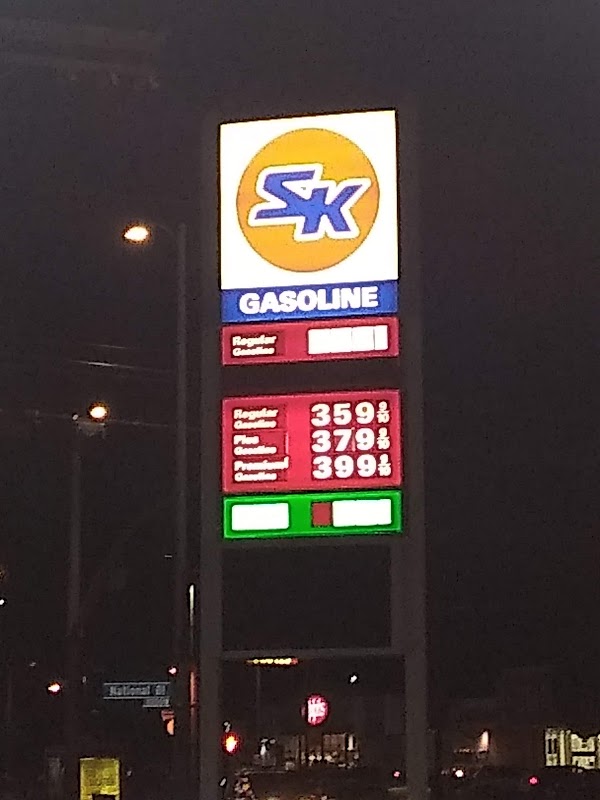 SK
GASOLINE
Regular
Gasoline
Regular
Gasoline
359 9/10
Plus
Gasoline
379 9/10
Premium
Gasoline
399 9/10
National Bl